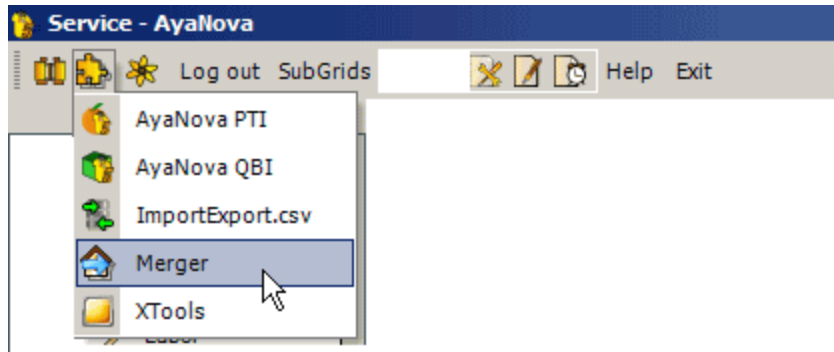 Service - AyaNova
Log out SubGrids Help Exit
AyaNova PTI
AyaNova QBI
ImportExport.csv
Merger
XTools